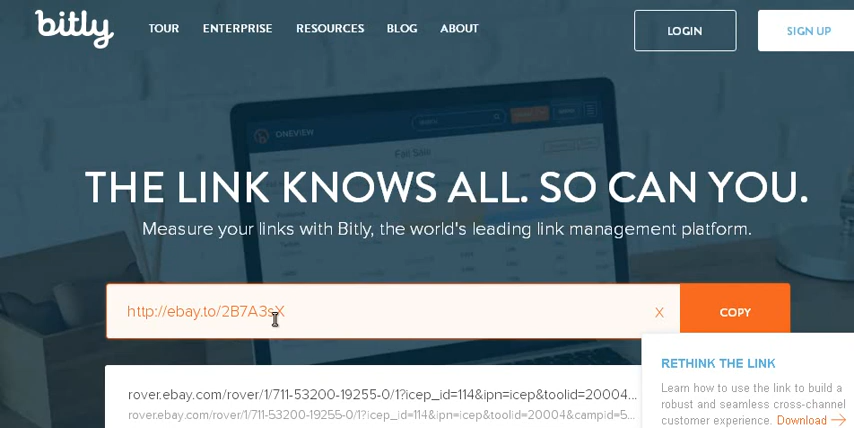 bitly TOUR ENTERPRISE RESOURCES BLOG ABOUT LOGIN SIGN UP
ONEVIEW
THE LINK KNOWS ALL. SO CAN YOU.
Measure your links with Bitly, the world's leading link management platform.
http://ebay.to/2B7A3sX X COPY
rover.ebay.com/rover/1/711-53200-19255-0/1?icep_id=114&ipn=icep&toolid=20004...
rover.ebay.com/rover/1/711-53200-19255-0/1?icep_id=114&ipn=icep&toolid=20004&campid=5...
RETHINK THE LINK
Learn how to use the link to build a
robust and seamless cross-channel
customer experience. Download →